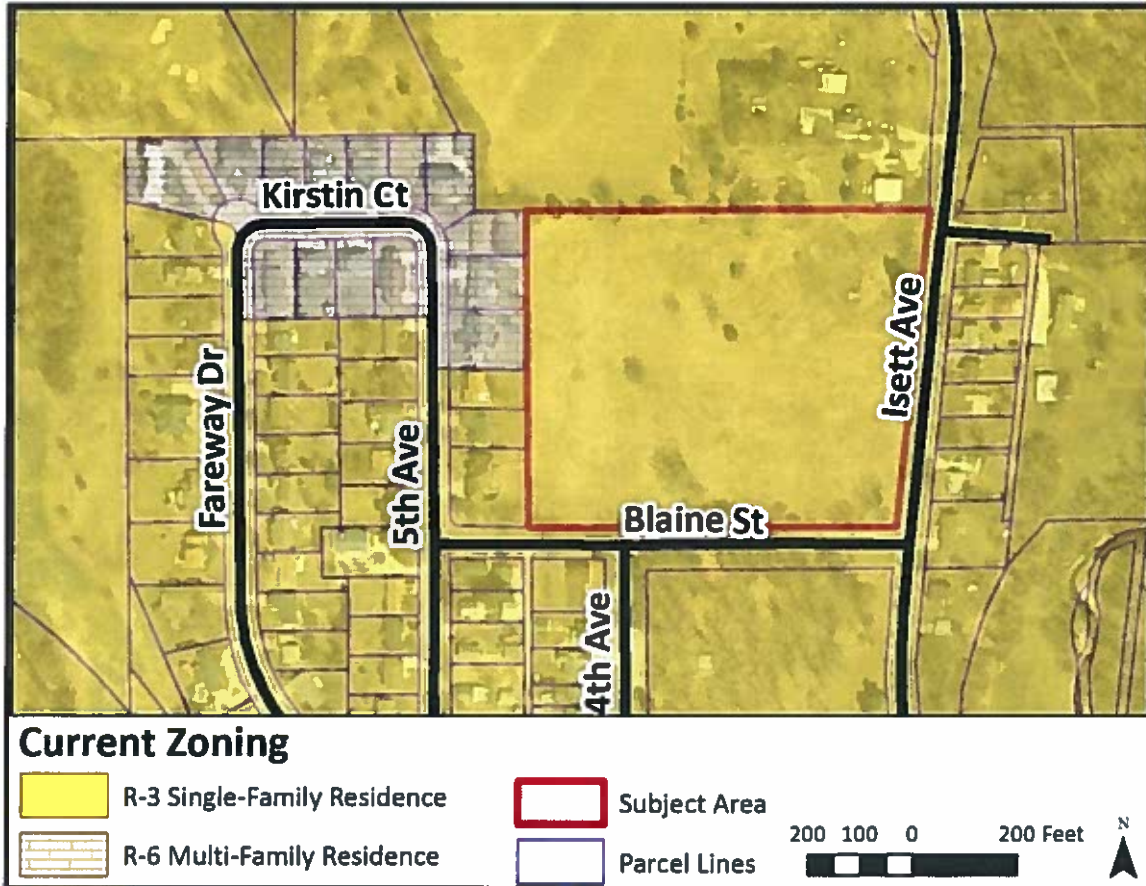 Kirstin Ct
Fareway Dr
5th Ave
Isett Ave
Blaine St
4th Ave
Current Zoning
R-3 Single-Family Residence
R-6 Multi-Family Residence
Subject Area
Parcel Lines
200 100 0 200 Feet
N